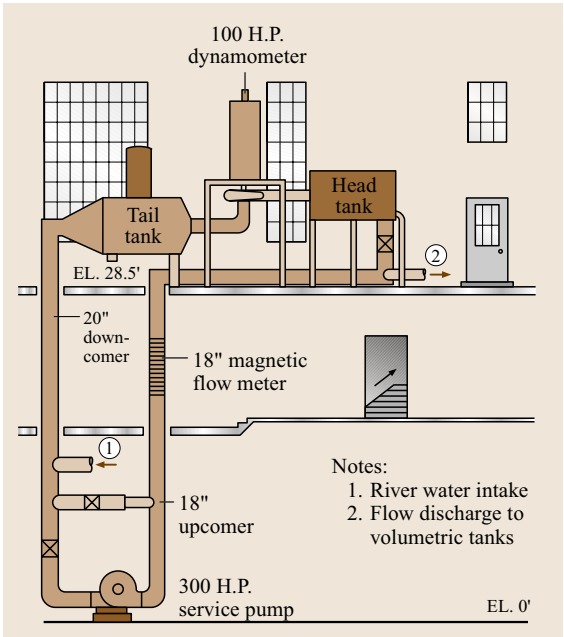 100 H.P.
dynamometer
Head
tank
Tail
tank
2
EL. 28.5'
20"
down-
comer
18" magnetic
flow meter
1
18"
upcomer
Notes:
1. River water intake
2. Flow discharge to
volumetric tanks
300 H.P.
service pump
EL. 0'